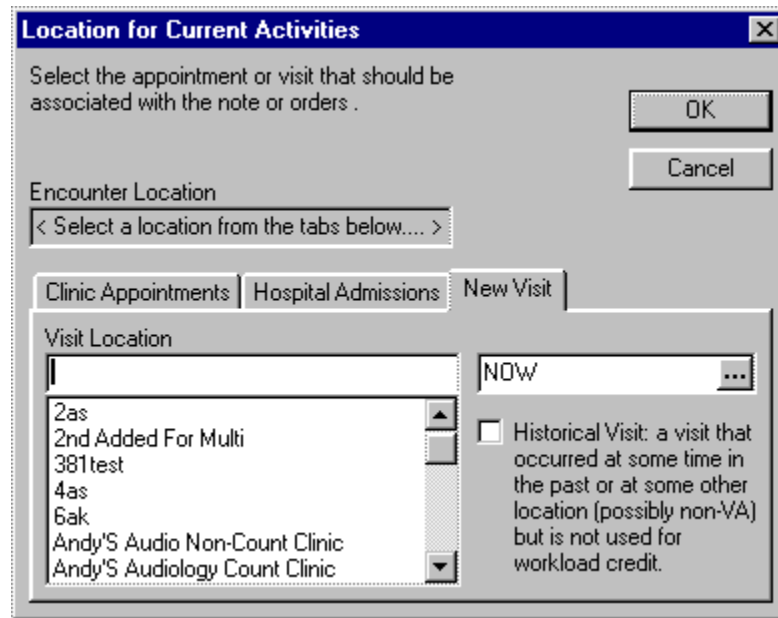 Location for Current Activities
Select the appointment or visit that should be
associated with the note or orders .
OK
Cancel
Encounter Location
< Select a location from the tabs below.... >
Clinic Appointments
Hospital Admissions
New Visit
Visit Location
NOW
...
2as
2nd Added For Multi
381test
4as
6ak
Andy'S Audio Non-Count Clinic
Andy'S Audiology Count Clinic
Historical Visit: a visit that
occurred at some time in
the past or at some other
location (possibly non-VA)
but is not used for
workload credit.